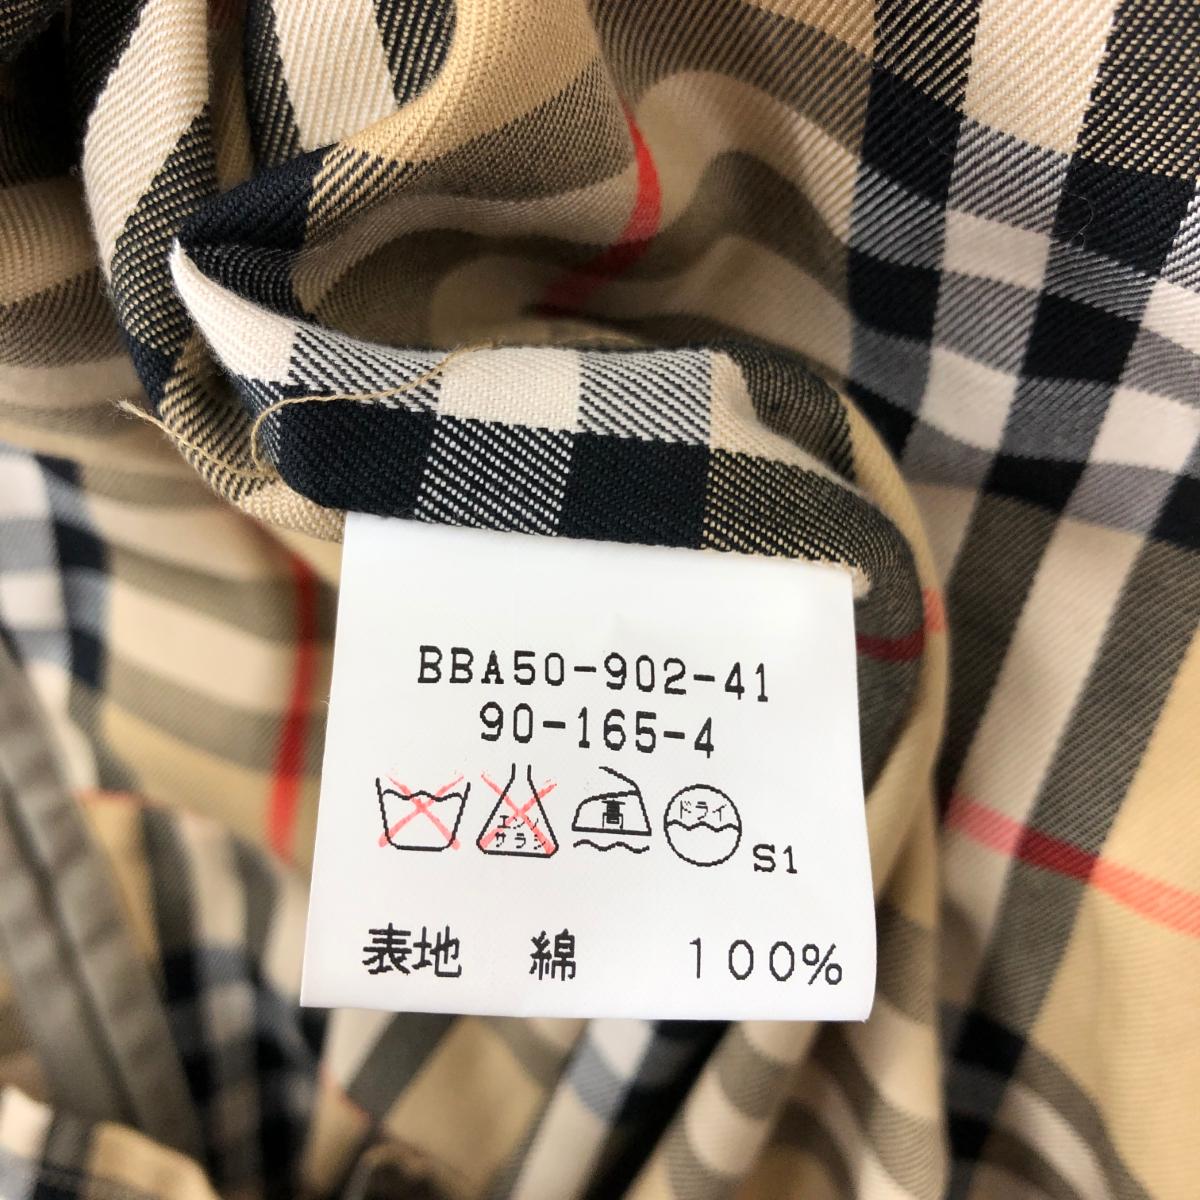 BBA50-902-41
90-165-4
エンソ
サラシ
高
ドライ
S1
表地 綿 100%